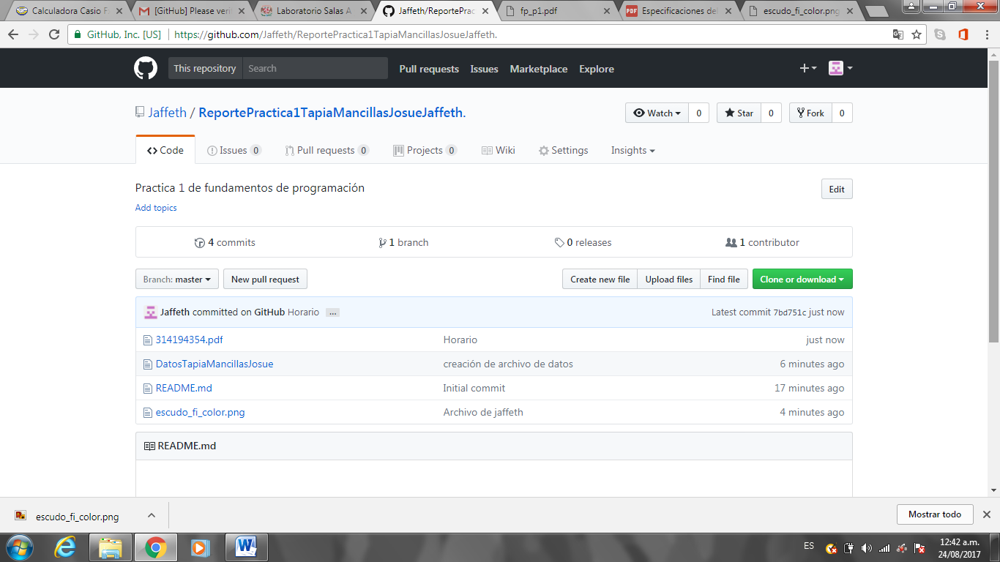 Calculadora Casio F
[GitHub] Please veri
Laboratorio Salas A
Jaffeth/ReportePrac
fp_p1.pdf
Especificaciones del
escudo_fi_color.png
GitHub, Inc. [US]
https://github.com/Jaffeth/ReportePractica1TapiaMancillasJosueJaffeth.
This repository
Search
Pull requests
Issues
Marketplace
Explore
Jaffeth / ReportePractica1TapiaMancillasJosueJaffeth.
Watch 0
Star 0
Fork 0
Code
Issues 0
Pull requests 0
Projects 0
Wiki
Settings
Insights
Practica 1 de fundamentos de programación
Edit
Add topics
4 commits
1 branch
0 releases
1 contributor
Branch: master
New pull request
Create new file
Upload files
Find file
Clone or download
Jaffeth committed on GitHub Horario ...
Latest commit 7bd751c just now
314194354.pdf
Horario
just now
DatosTapiaMancillasJosue
creación de archivo de datos
6 minutes ago
README.md
Initial commit
17 minutes ago
escudo_fi_color.png
Archivo de jaffeth
4 minutes ago
README.md
escudo_fi_color.png
Mostrar todo
ES
12:42 a.m.
24/08/2017